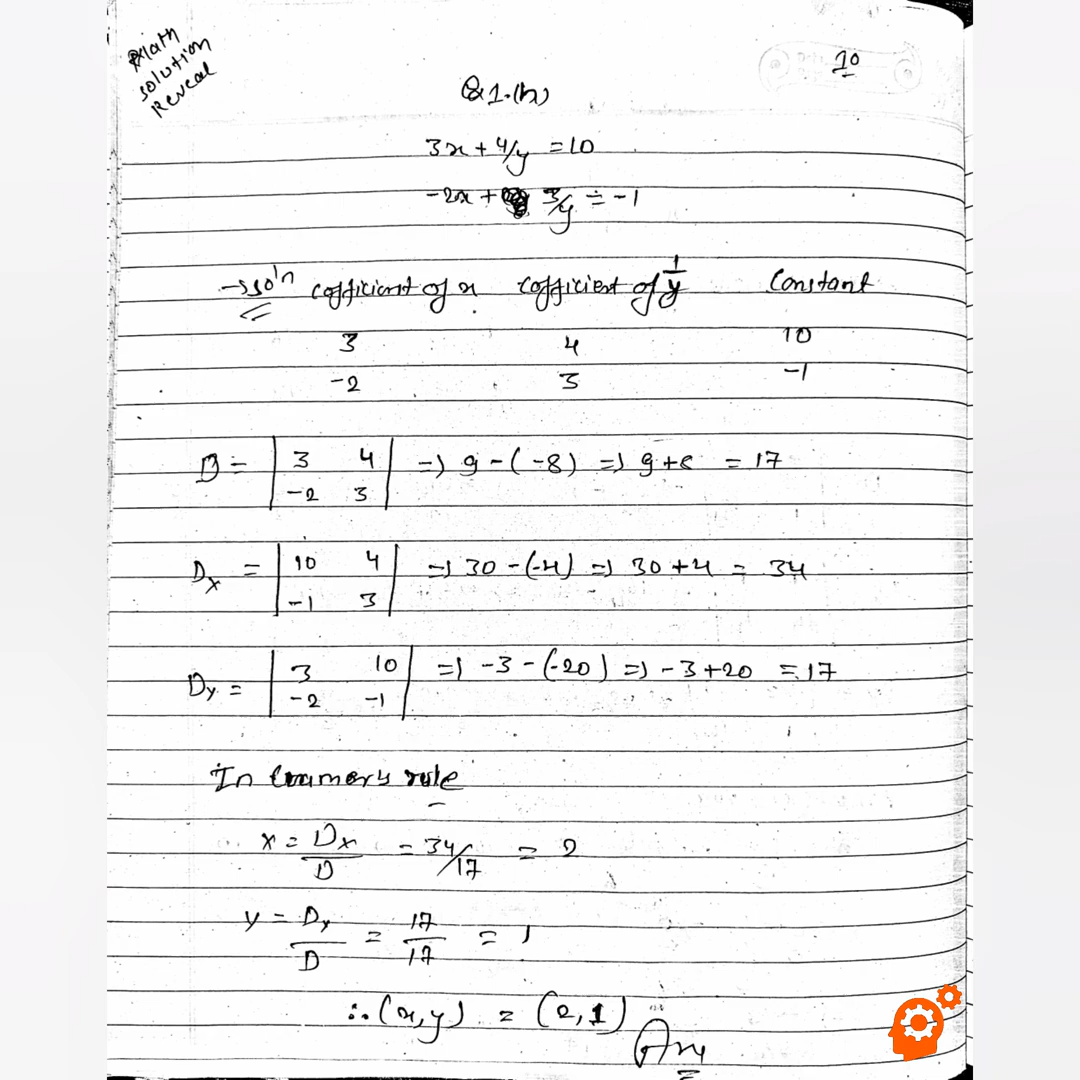 Math
solution
Reveal
10
Q1.(h)
3x + 4/y = 10
-2x + 3/y = -1
→ so'n cofficient of x cofficient of 1/y Constant
3 4 10
-2 3 -1
D = | 3 4 | => 9 - (-8) => 9 + 8 = 17
| -2 3 |
Dx = | 10 4 | => 30 - (-4) => 30 + 4 = 34
| -1 3 |
Dy = | 3 10 | => -3 - (-20) => -3 + 20 = 17
| -2 -1 |
In Cramer's rule
x = Dx/D = 34/17 = 2
y = Dy/D = 17/17 = 1
∴ (x,y) = (2,1) Ans